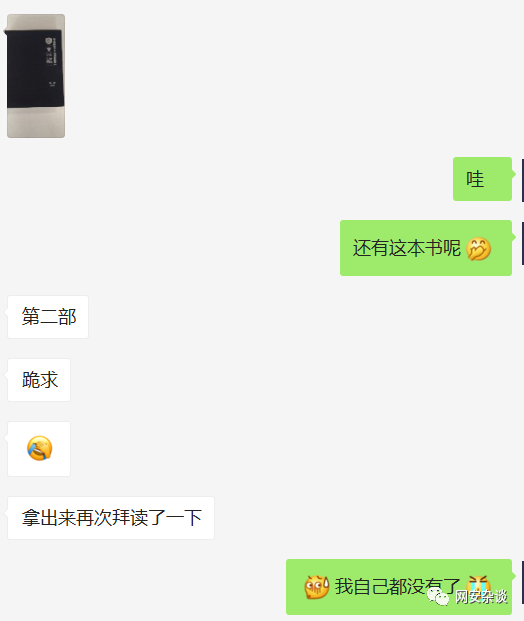 哇
还有这本书呢
第二部
跪求
拿出来再次拜读了一下
我自己都没有了
网安杂谈